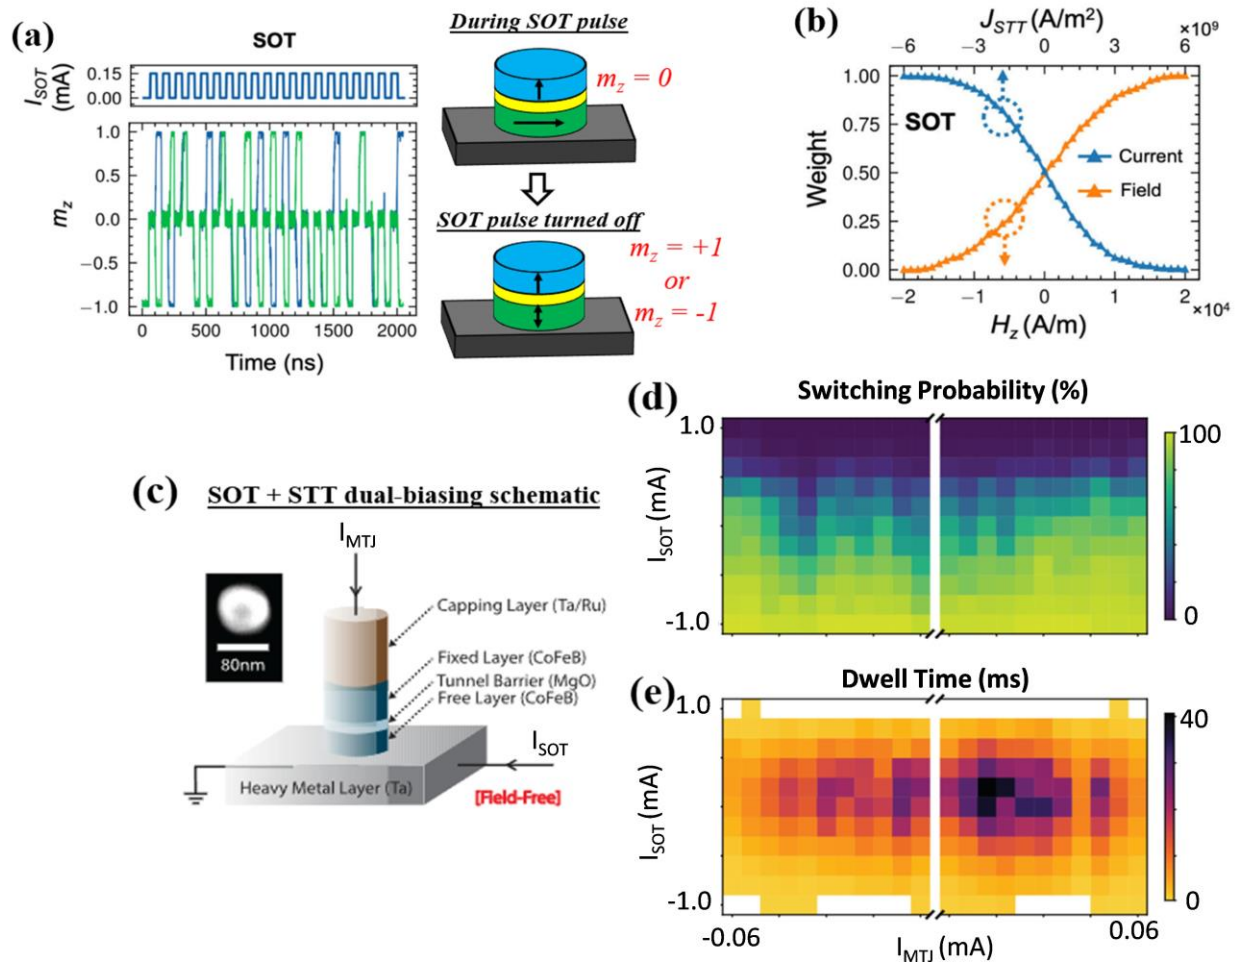 (a)
SOT
I_SOT (mA)
0.15
0.00
m_z
1.0
0.5
0.0
−0.5
−1.0
0 500 1000 1500 2000
Time (ns)
During SOT pulse
m_z = 0
SOT pulse turned off
m_z = +1
or
m_z = -1
(b)
J_STT (A/m²)
×10⁹
−6 −3 0 3 6
Weight
1.00
0.75
0.50
0.25
0.00
SOT
Current
Field
−2 −1 0 1 2
×10⁴
H_z (A/m)
(c)
SOT + STT dual-biasing schematic
I_MTJ
80nm
Capping Layer (Ta/Ru)
Fixed Layer (CoFeB)
Tunnel Barrier (MgO)
Free Layer (CoFeB)
I_SOT
Heavy Metal Layer (Ta)
[Field-Free]
(d)
Switching Probability (%)
1.0
I_SOT (mA)
-1.0
100
0
(e)
Dwell Time (ms)
1.0
I_SOT (mA)
-1.0
40
0
-0.06
I_MTJ (mA)
0.06